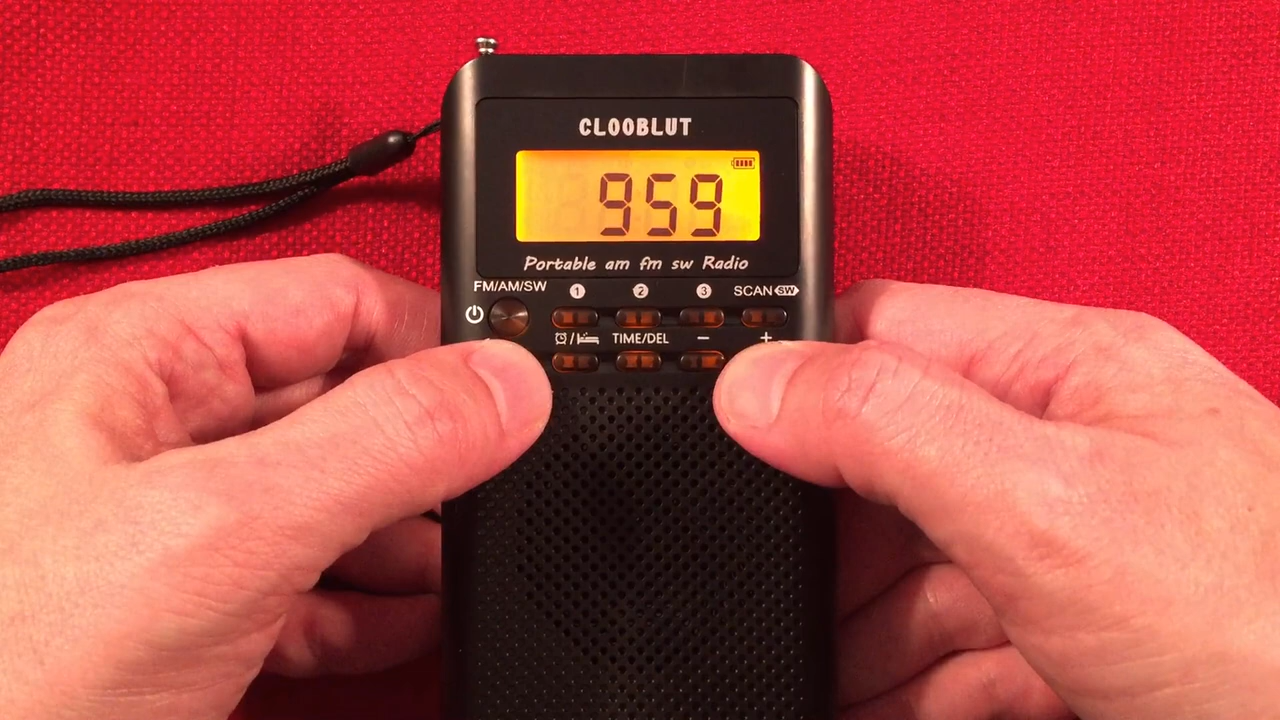 CLOOBLUT
959
Portable am fm sw Radio
FM/AM/SW 1 2 3 SCAN SW
TIME/DEL − +